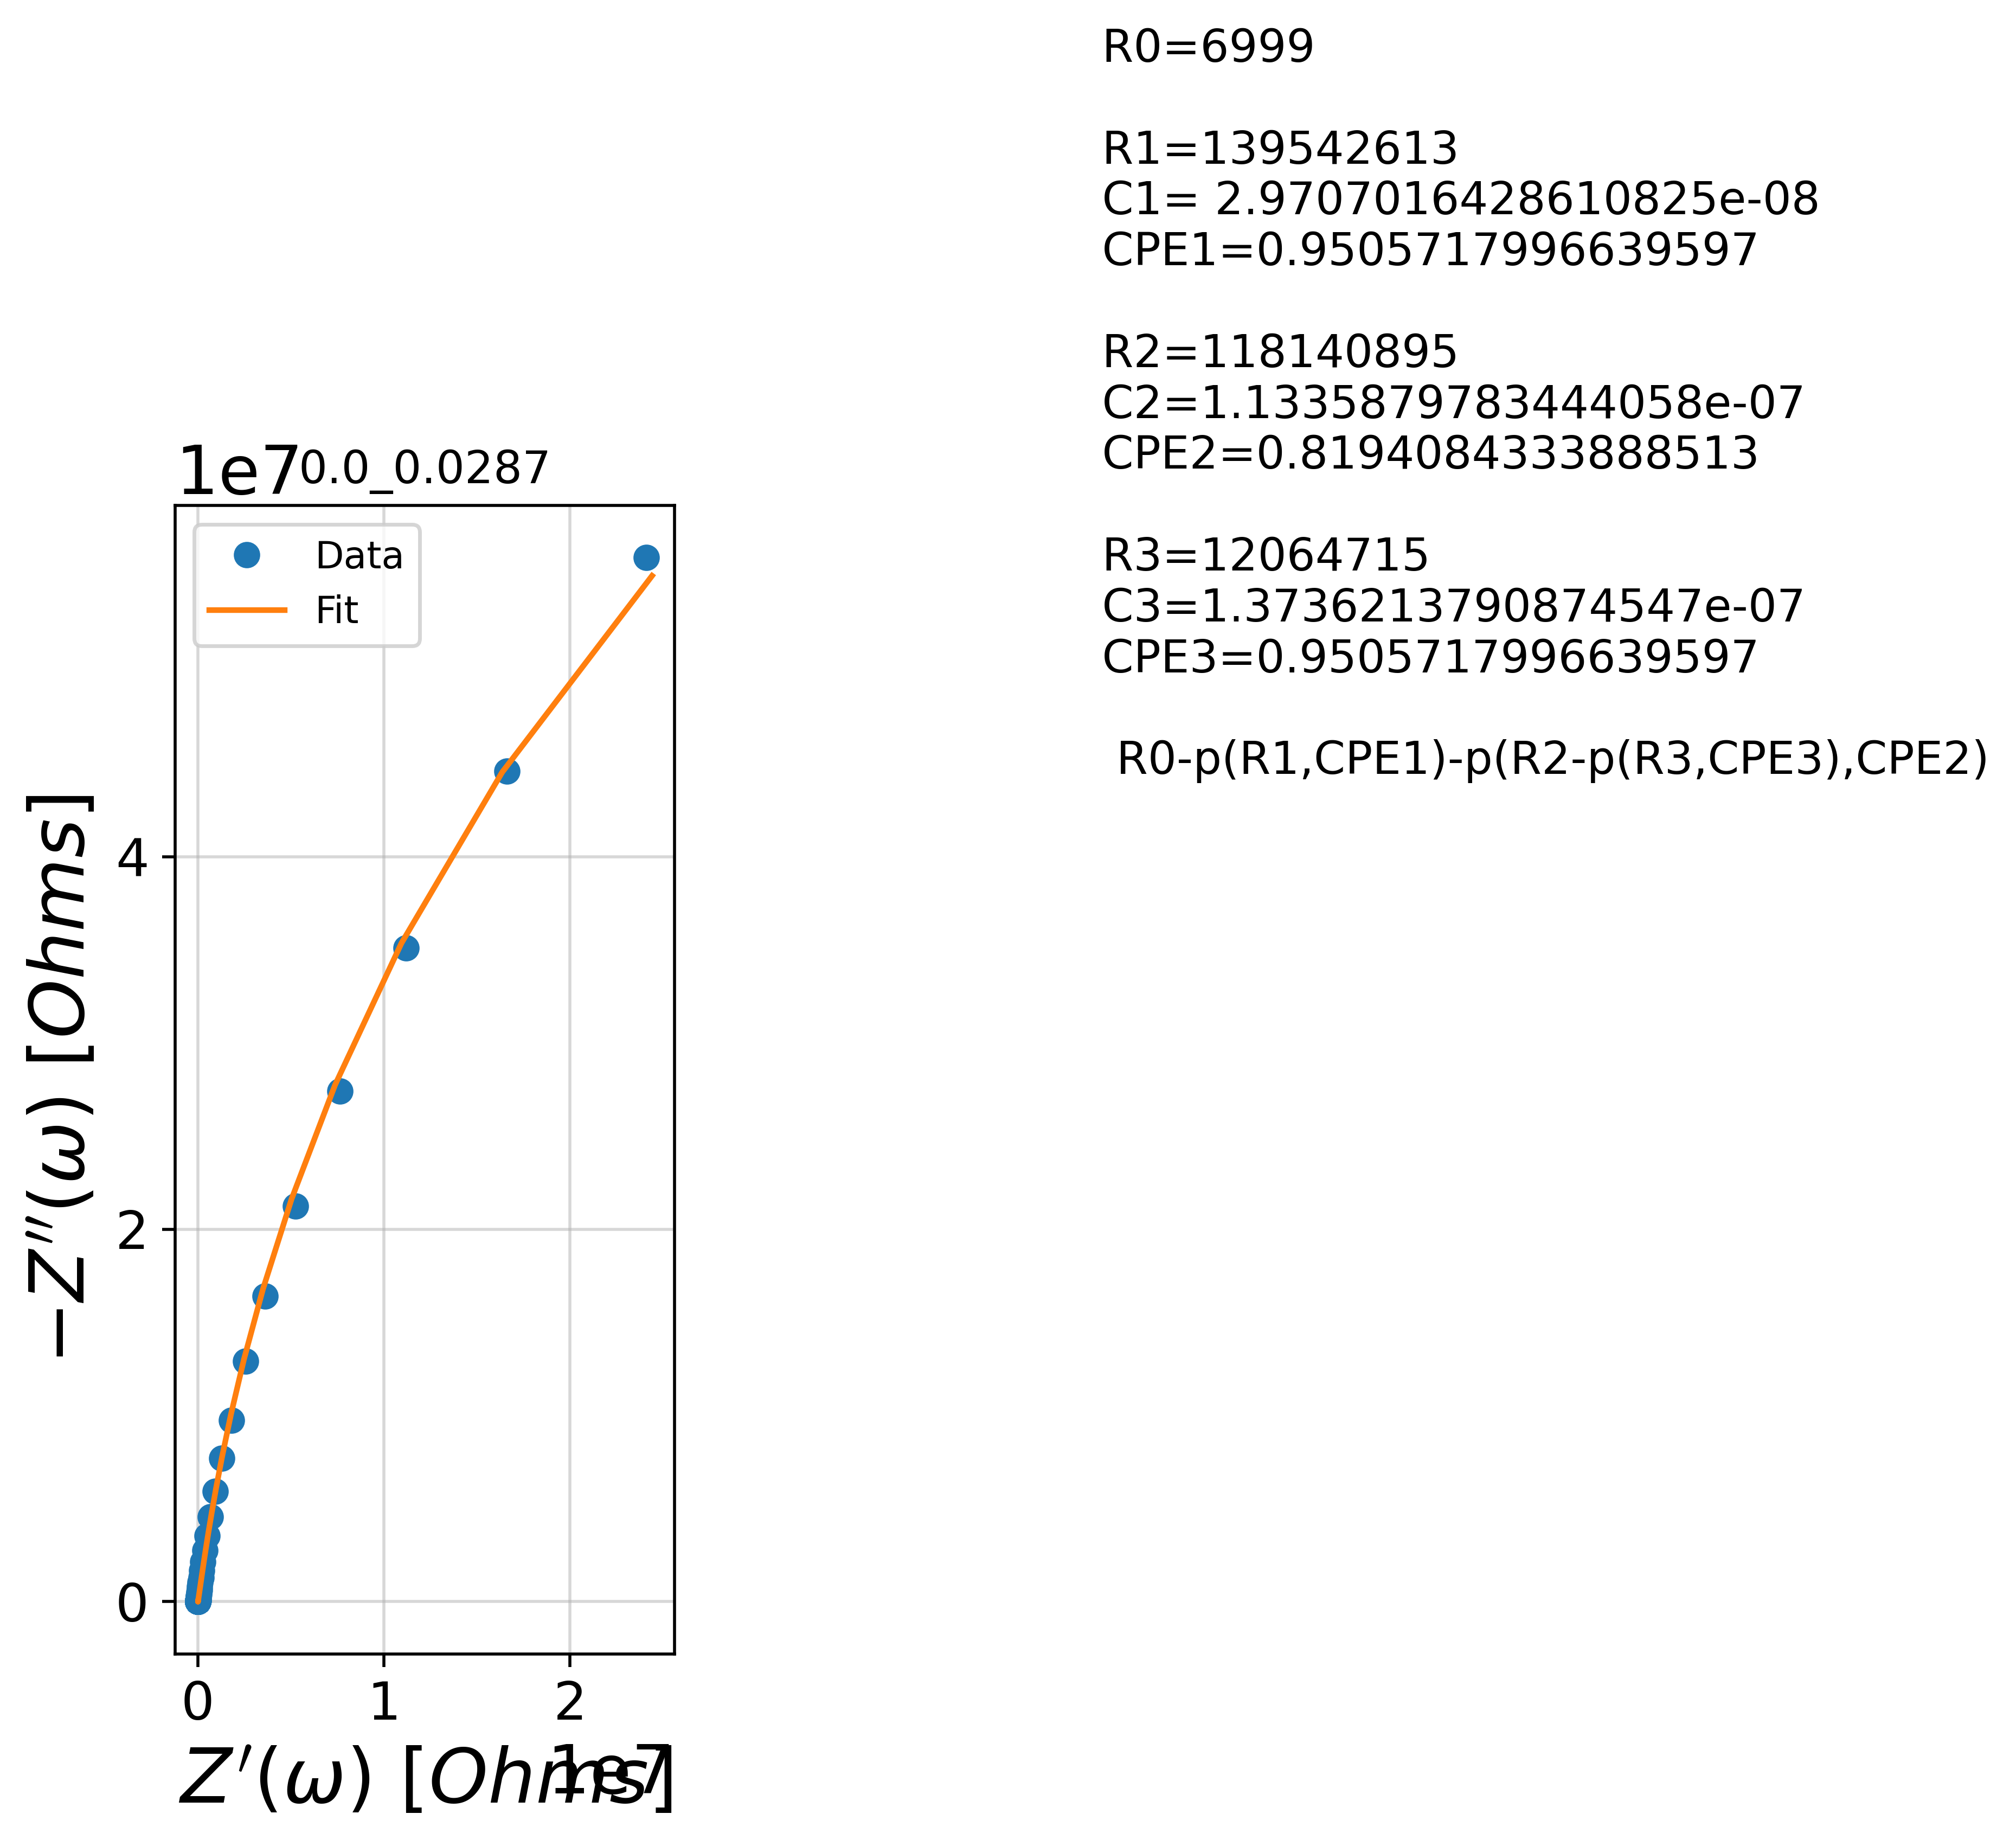 R0=6999
R1=139542613
C1= 2.9707016428610825e-08
CPE1=0.9505717996639597
R2=118140895
C2=1.1335879783444058e-07
CPE2=0.8194084333888513
R3=12064715
C3=1.3736213790874547e-07
CPE3=0.9505717996639597
R0-p(R1,CPE1)-p(R2-p(R3,CPE3),CPE2)
1e7
0.0_0.0287
Data
Fit
4
2
0
−Z′′(ω) [Ohms]
0 1 2
Z′(ω) [Ohms]
1e7